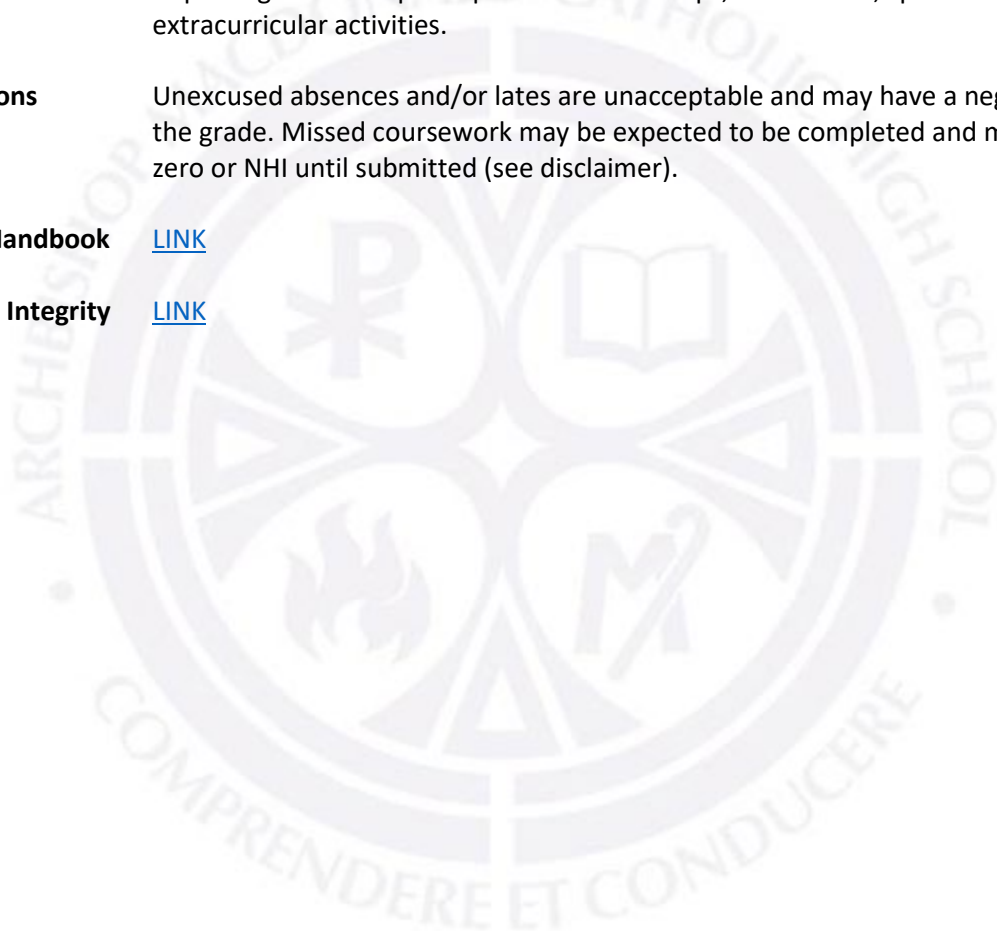 extracurricular activities.
Unexcused absences and/or lates are unacceptable and may have a
the grade. Missed coursework may be expected to be completed and
zero or NHI until submitted (see disclaimer).
Handbook LINK
Integrity LINK
ARCHBISHOP MACDONALD CATHOLIC HIGH SCHOOL
M
COMPRENDERE ET CONDUCERE